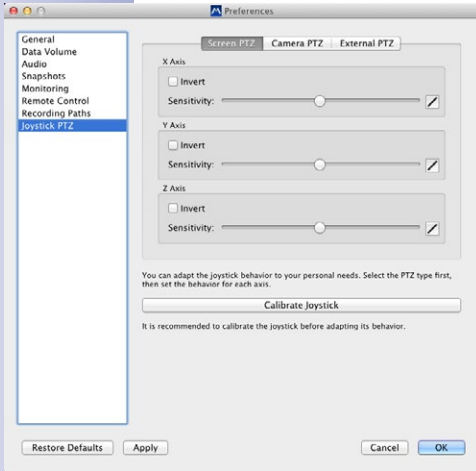 Preferences
General
Data Volume
Audio
Snapshots
Monitoring
Remote Control
Recording Paths
Joystick PTZ
Screen PTZ Camera PTZ External PTZ
X Axis
Invert
Sensitivity:
Y Axis
Invert
Sensitivity:
Z Axis
Invert
Sensitivity:
You can adapt the joystick behavior to your personal needs. Select the PTZ type first,
then set the behavior for each axis.
Calibrate Joystick
It is recommended to calibrate the joystick before adapting its behavior.
Restore Defaults Apply Cancel OK